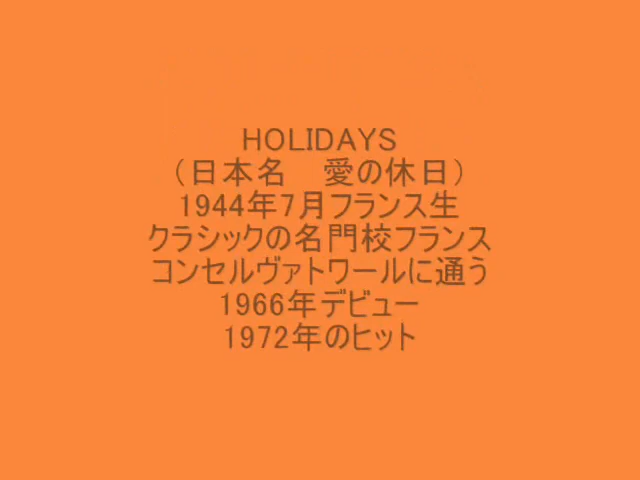 HOLIDAYS
（日本名　愛の休日）
1944年7月フランス生
クラシックの名門校フランス
コンセルヴァトワールに通う
1966年デビュー
1972年のヒット